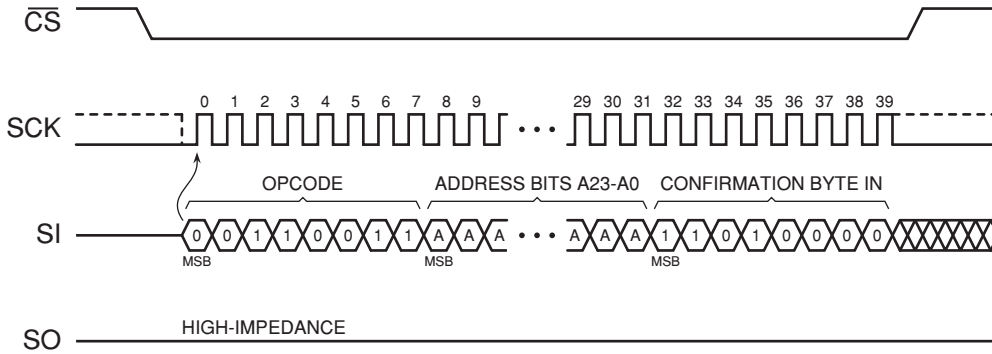 CS
0 1 2 3 4 5 6 7 8 9 29 30 31 32 33 34 35 36 37 38 39
SCK
OPCODE ADDRESS BITS A23-A0 CONFIRMATION BYTE IN
SI 0 0 1 1 0 0 1 1 A A A A A A 1 1 0 1 0 0 0 0
MSB MSB MSB
HIGH-IMPEDANCE
SO